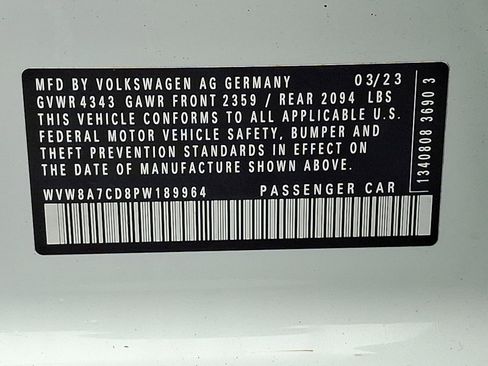 MFD BY VOLKSWAGEN AG GERMANY 03/23
GVWR 4343 GAWR FRONT 2359 / REAR 2094 LBS
THIS VEHICLE CONFORMS TO ALL APPLICABLE U.S.
FEDERAL MOTOR VEHICLE SAFETY, BUMPER AND
THEFT PREVENTION STANDARDS IN EFFECT ON
THE DATE OF MANUFACTURE SHOWN ABOVE.
WVW8A7CD8PW189964 PASSENGER CAR
1340808 3690 3